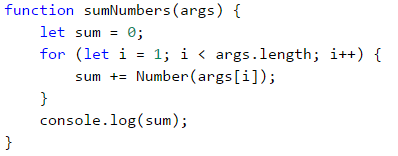 function sumNumbers(args) {
    let sum = 0;
    for (let i = 1; i < args.length; i++) {
        sum += Number(args[i]);
    }
    console.log(sum);
}